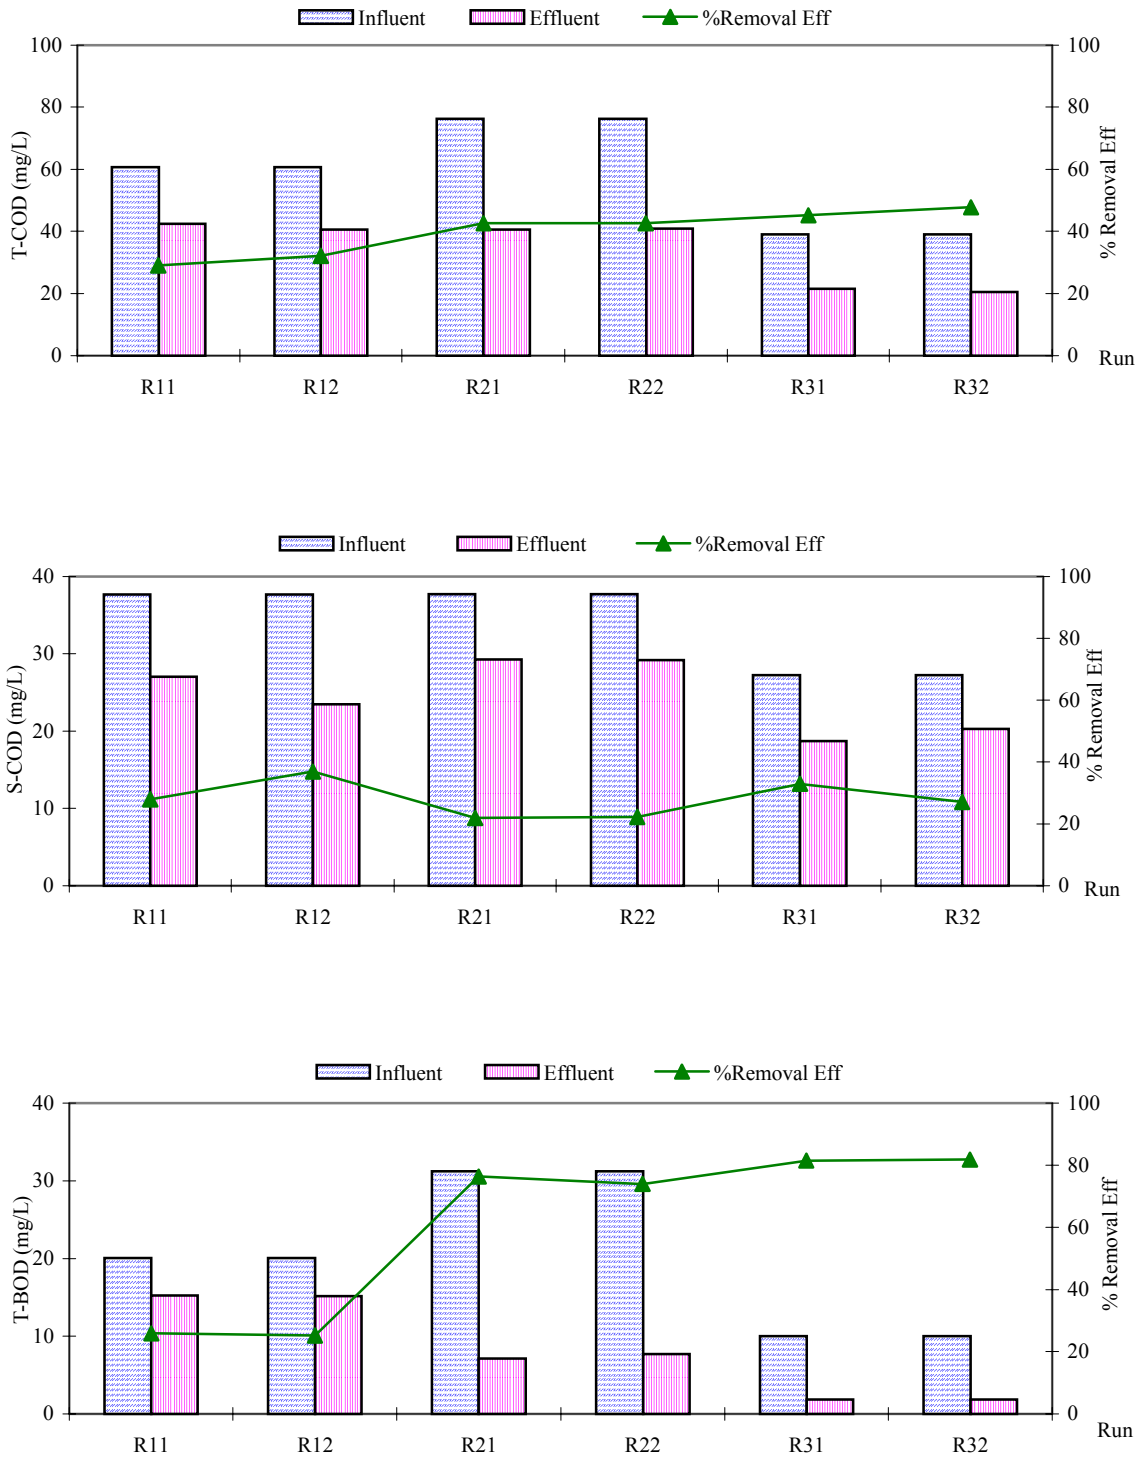 Influent Effluent %Removal Eff
100 100
80 80
60 60
40 40
20 20
0 0
T-COD (mg/L)
% Removal Eff
Run
R11 R12 R21 R22 R31 R32
Influent Effluent %Removal Eff
40 100
80
30
60
20
40
10
20
0 0
S-COD (mg/L)
% Removal Eff
Run
R11 R12 R21 R22 R31 R32
Influent Effluent %Removal Eff
40 100
80
30
60
20
40
10
20
0 0
T-BOD (mg/L)
% Removal Eff
Run
R11 R12 R21 R22 R31 R32